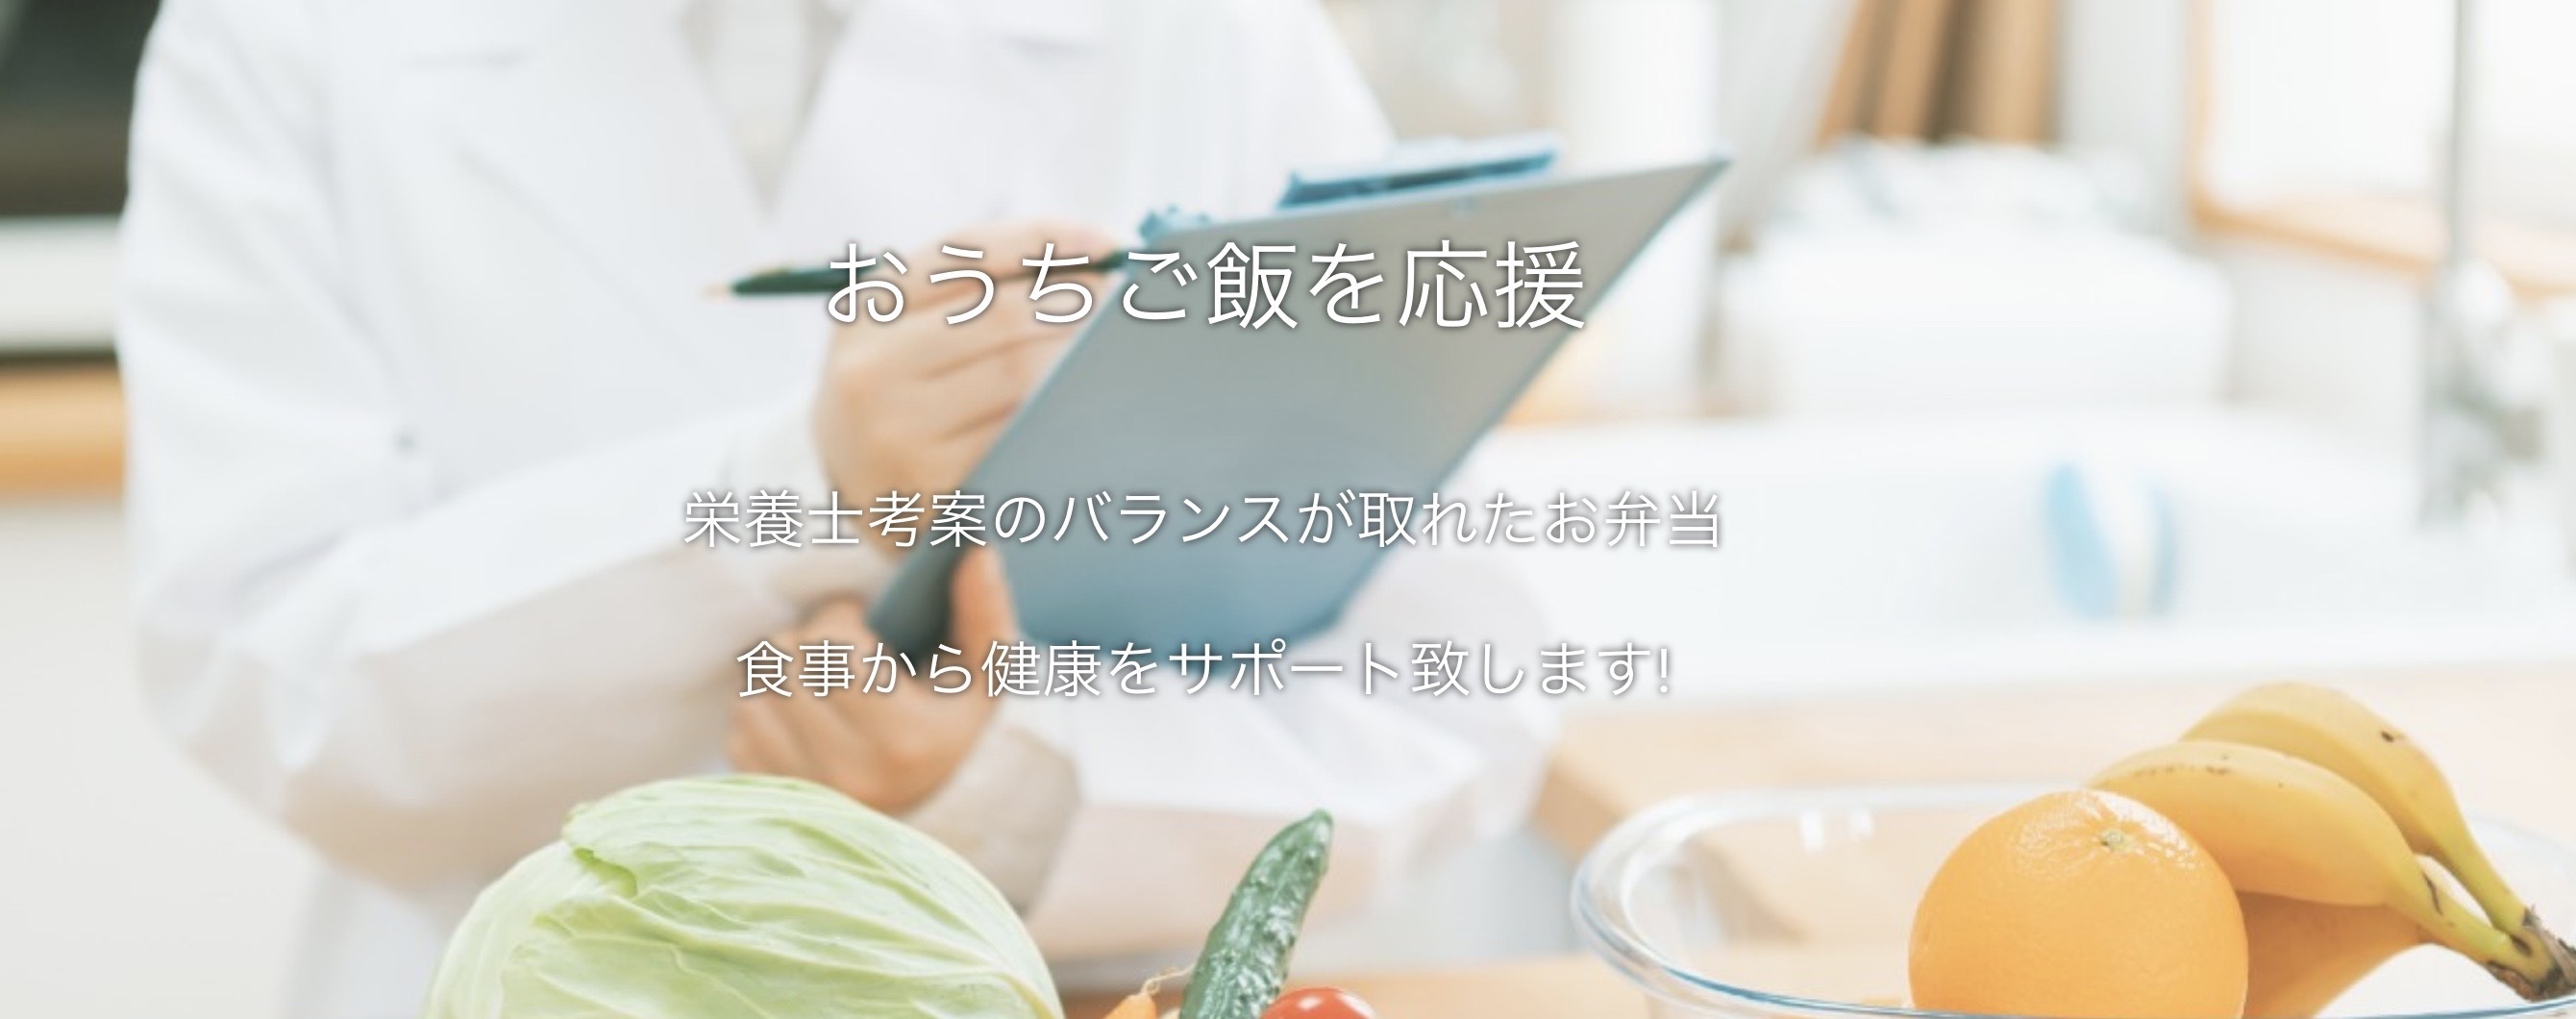 おうちご飯を応援
栄養士考案のバランスが取れたお弁当
食事から健康をサポート致します!